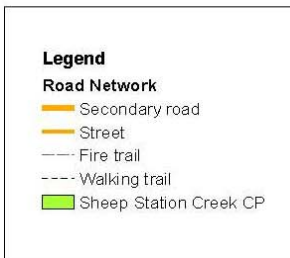 Legend
Road Network
Secondary road
Street
Fire trail
Walking trail
Sheep Station Creek CP